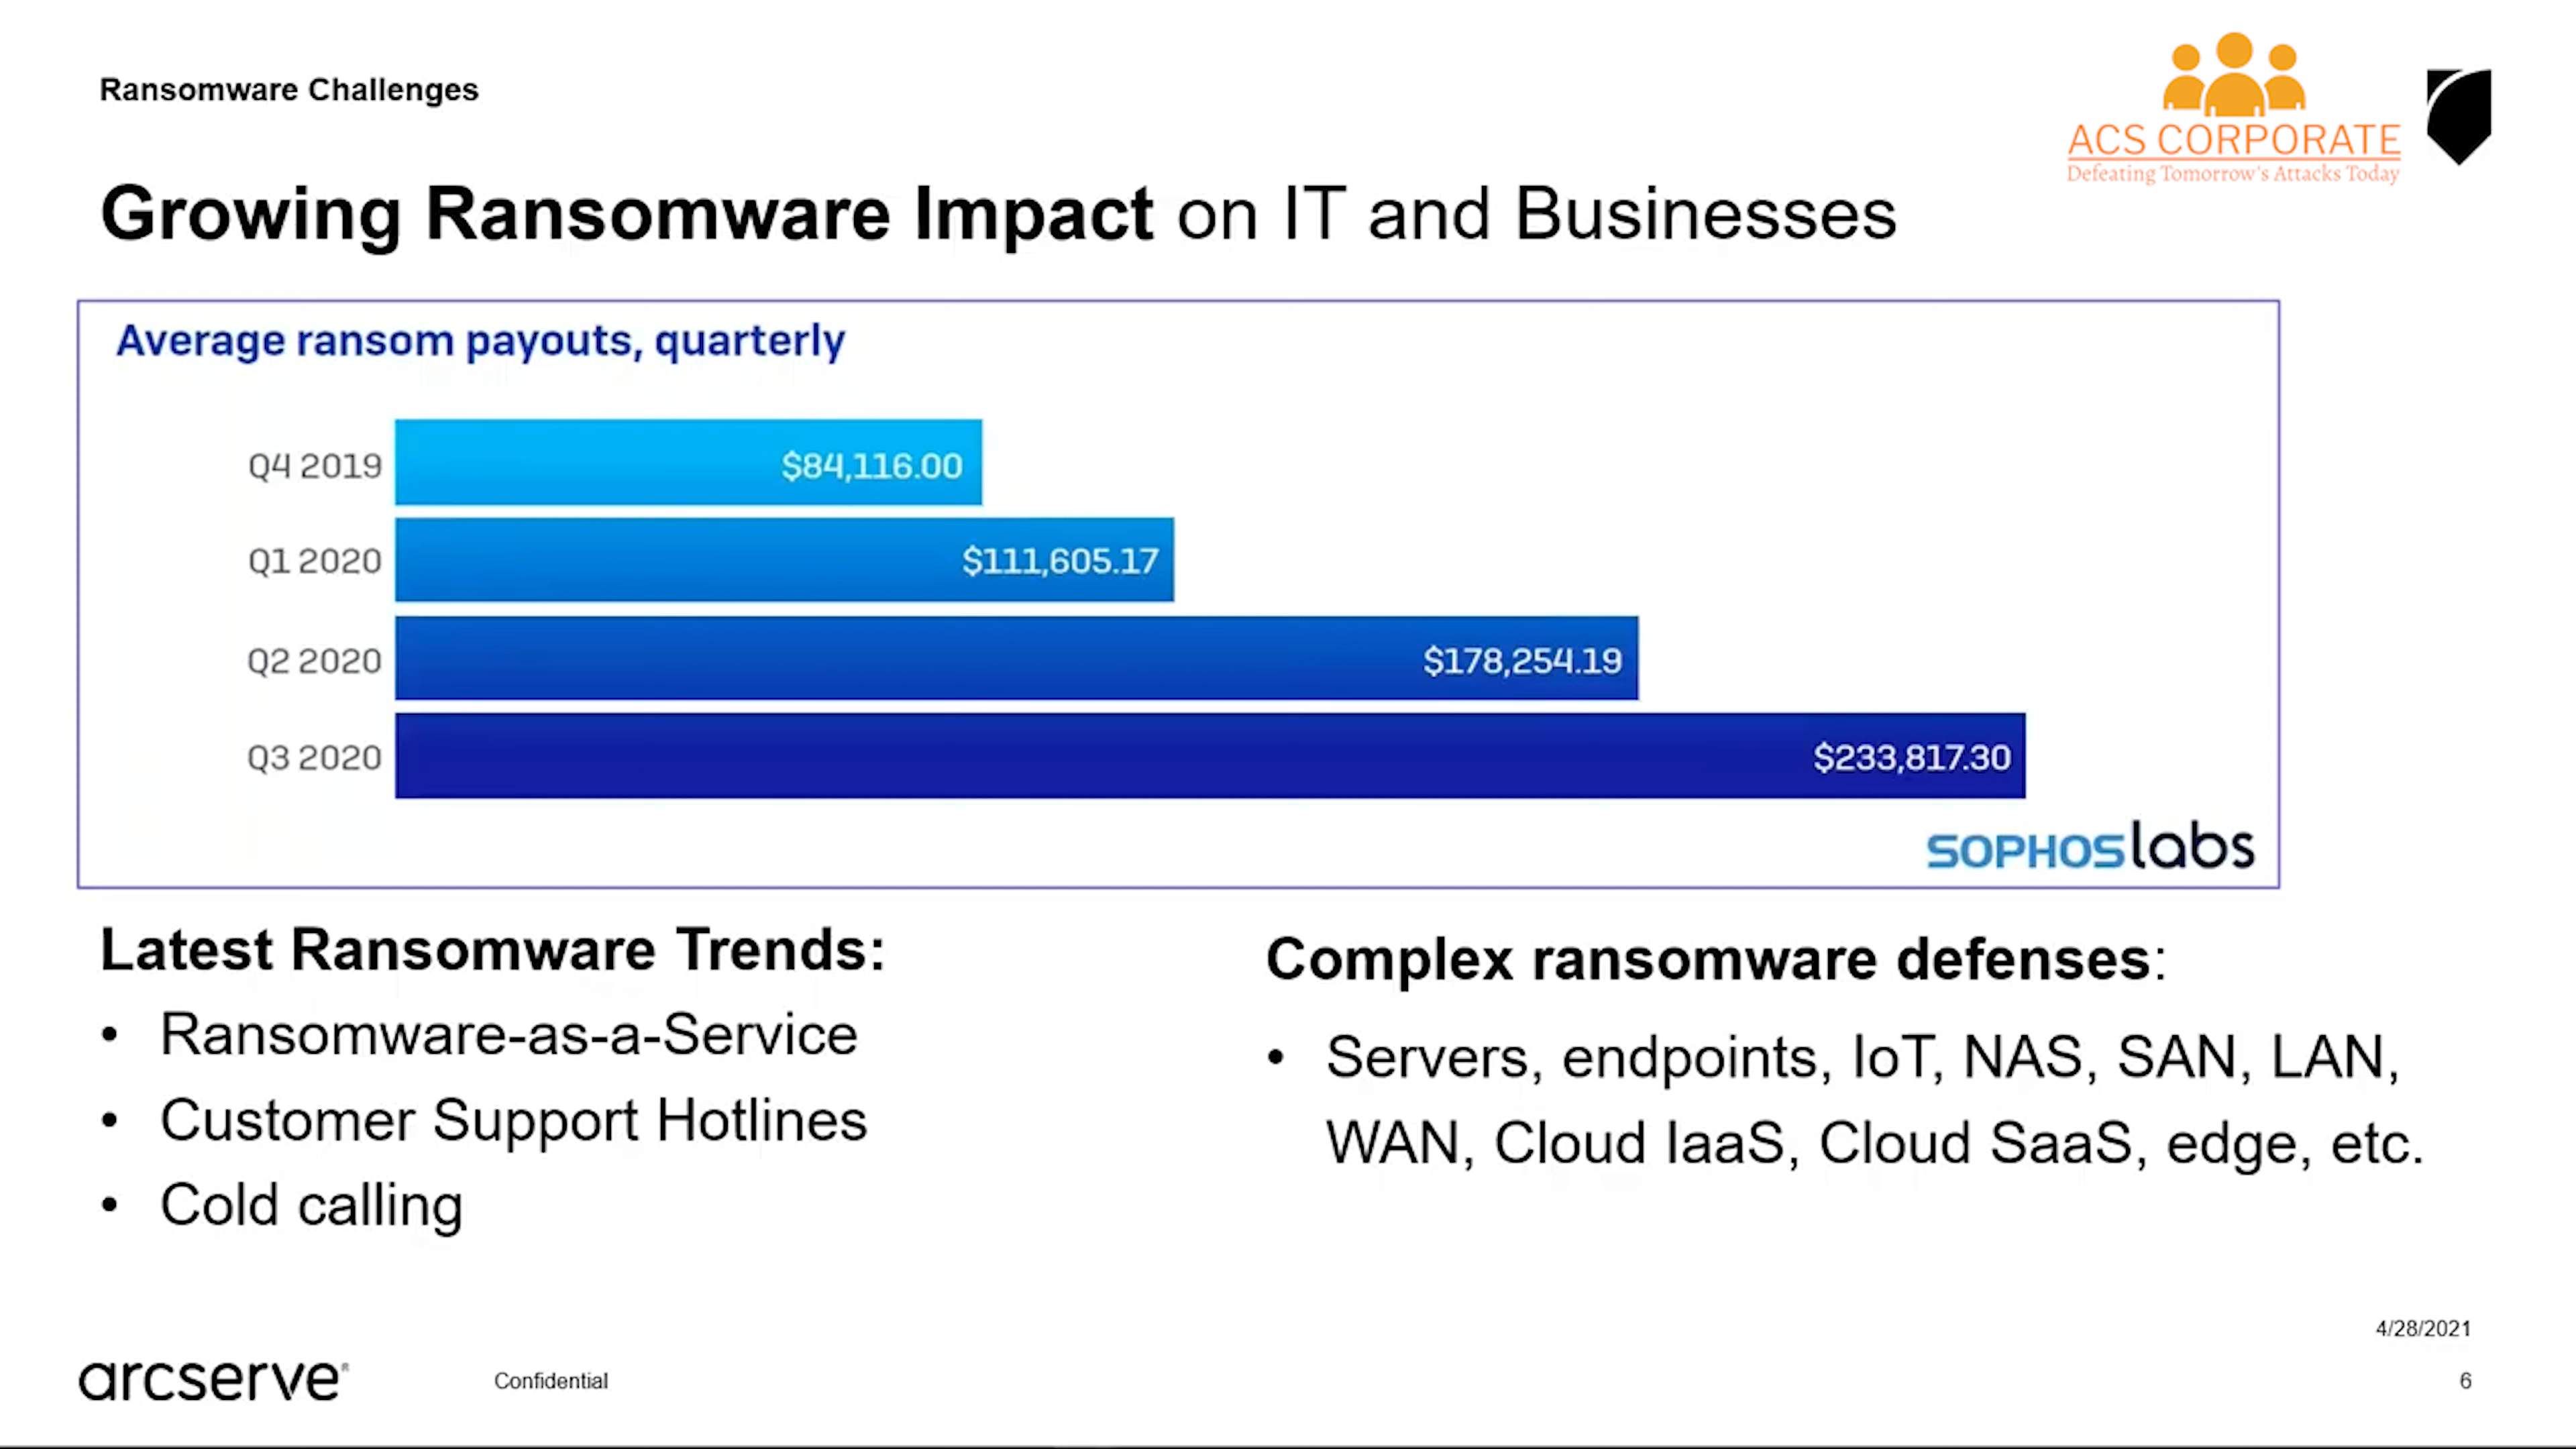 Ransomware Challenges
ACS CORPORATE
Defeating Tomorrow's Attacks Today
Growing Ransomware Impact on IT and Businesses
Average ransom payouts, quarterly
Q4 2019 $84,116.00
Q1 2020 $111,605.17
Q2 2020 $178,254.19
Q3 2020 $233,817.30
SOPHOSlabs
Latest Ransomware Trends:
• Ransomware-as-a-Service
• Customer Support Hotlines
• Cold calling
Complex ransomware defenses:
• Servers, endpoints, IoT, NAS, SAN, LAN,
WAN, Cloud IaaS, Cloud SaaS, edge, etc.
4/28/2021
arcserve®
Confidential
6